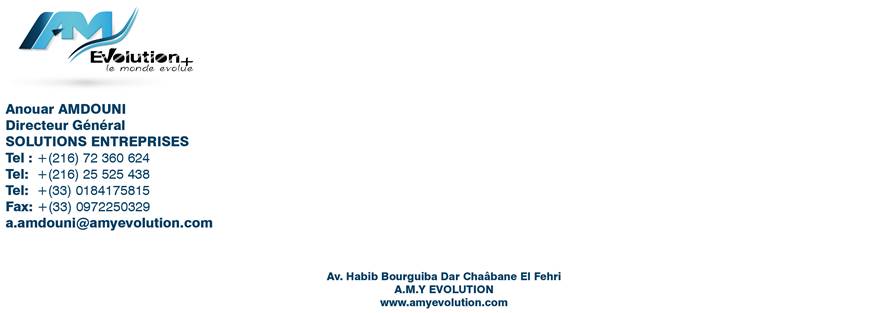 AM
Evolution+
le monde evolue
Anouar AMDOUNI
Directeur Général
SOLUTIONS ENTREPRISES
Tel : +(216) 72 360 624
Tel: +(216) 25 525 438
Tel: +(33) 0184175815
Fax: +(33) 0972250329
a.amdouni@amyevolution.com
Av. Habib Bourguiba Dar Chaâbane El Fehri
A.M.Y EVOLUTION
www.amyevolution.com